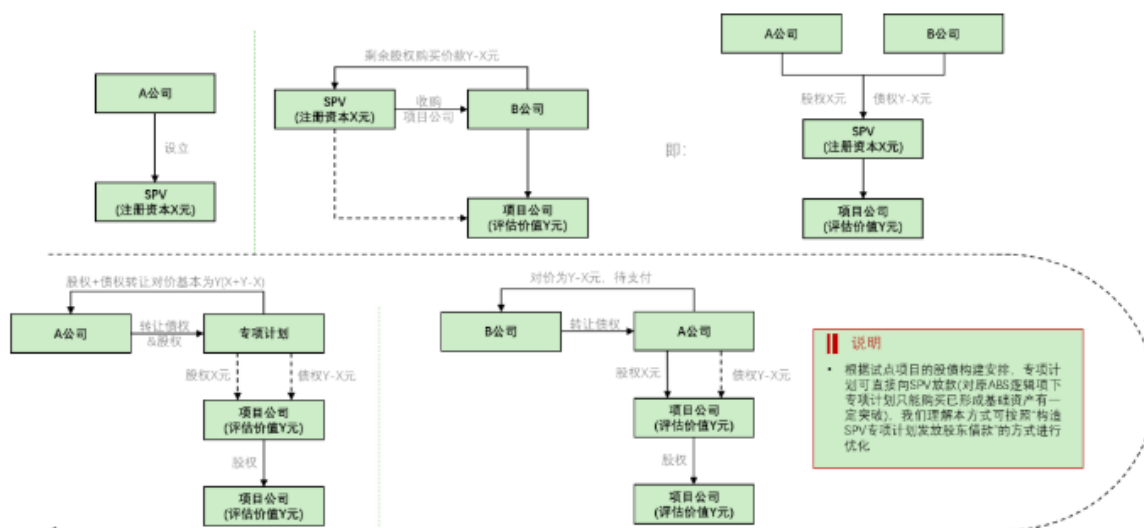 A公司
设立
SPV
(注册资本X元)
剩余股权购买价款Y-X元
SPV
(注册资本X元)
收购
项目公司
B公司
项目公司
(评估价值Y元)
即：
A公司
B公司
股权X元
债权Y-X元
SPV
(注册资本X元)
项目公司
(评估价值Y元)
股权+债权转让对价基本为Y(X+Y-X)
A公司
转让债权
&股权
专项计划
股权X元
债权Y-X元
项目公司
(评估价值Y元)
股权
项目公司
(评估价值Y元)
对价为Y-X元，待支付
B公司
转让债权
A公司
股权X元
债权Y-X元
项目公司
(评估价值Y元)
股权
项目公司
(评估价值Y元)
说明
• 根据试点项目的股债构建安排，专项计
划可直接向SPV放款(对原ABS逻辑项下
专项计划只能购买已形成基础资产有一
定突破)，我们理解本方式可按照“构造
SPV专项计划发放股东借款”的方式进行
优化